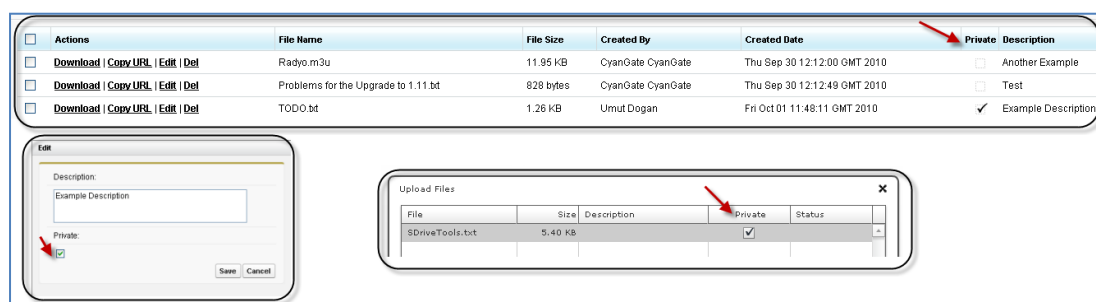 Actions File Name File Size Created By Created Date Private Description
Download | Copy URL | Edit | Del Radyo.m3u 11.95 KB CyanGate CyanGate Thu Sep 30 12:12:00 GMT 2010 Another Example
Download | Copy URL | Edit | Del Problems for the Upgrade to 1.11.txt 828 bytes CyanGate CyanGate Thu Sep 30 12:12:49 GMT 2010 Test
Download | Copy URL | Edit | Del TODO.txt 1.26 KB Umut Dogan Fri Oct 01 11:48:11 GMT 2010 Example Description
Edit
Description:
Example Description
Private:
Save Cancel
Upload Files
File Size Description Private Status
SDriveTools.txt 5.40 KB